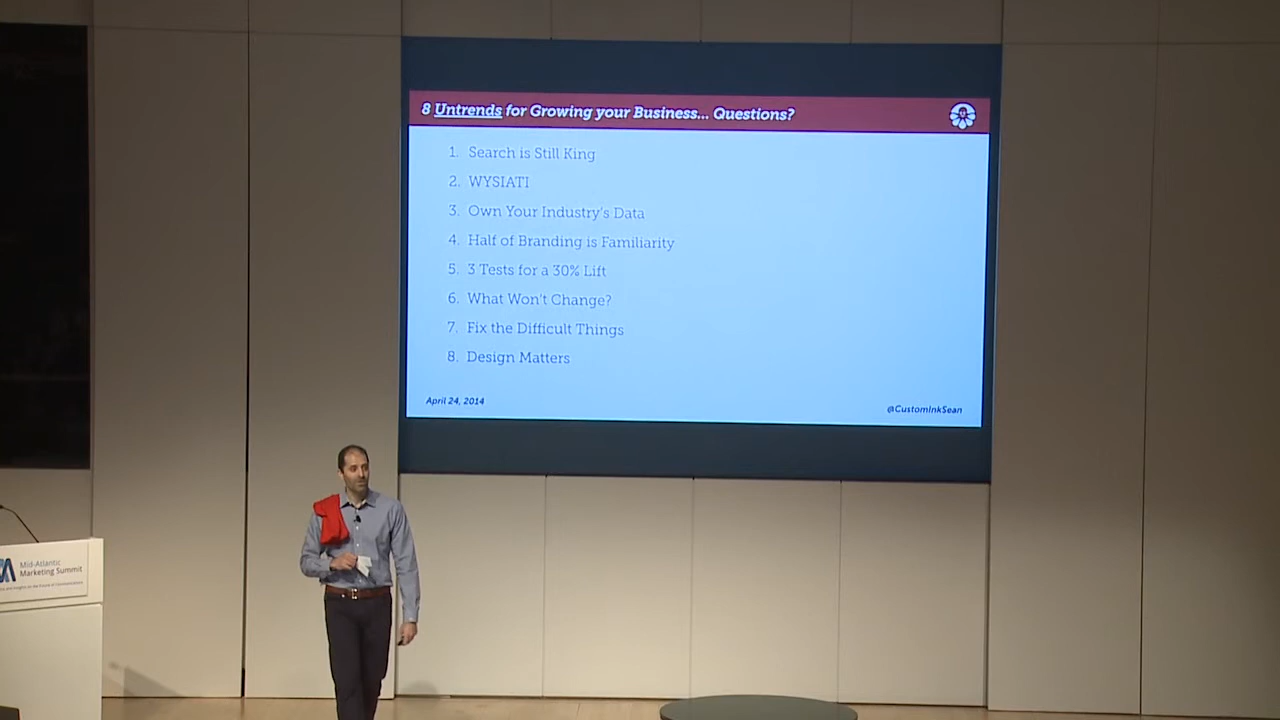 8 Untrends for Growing your Business... Questions?
1. Search is Still King
2. WYSIATI
3. Own Your Industry's Data
4. Half of Branding is Familiarity
5. 3 Tests for a 30% Lift
6. What Won't Change?
7. Fix the Difficult Things
8. Design Matters
April 24, 2014
@CustomInkSean
Mid-Atlantic
Marketing Summit